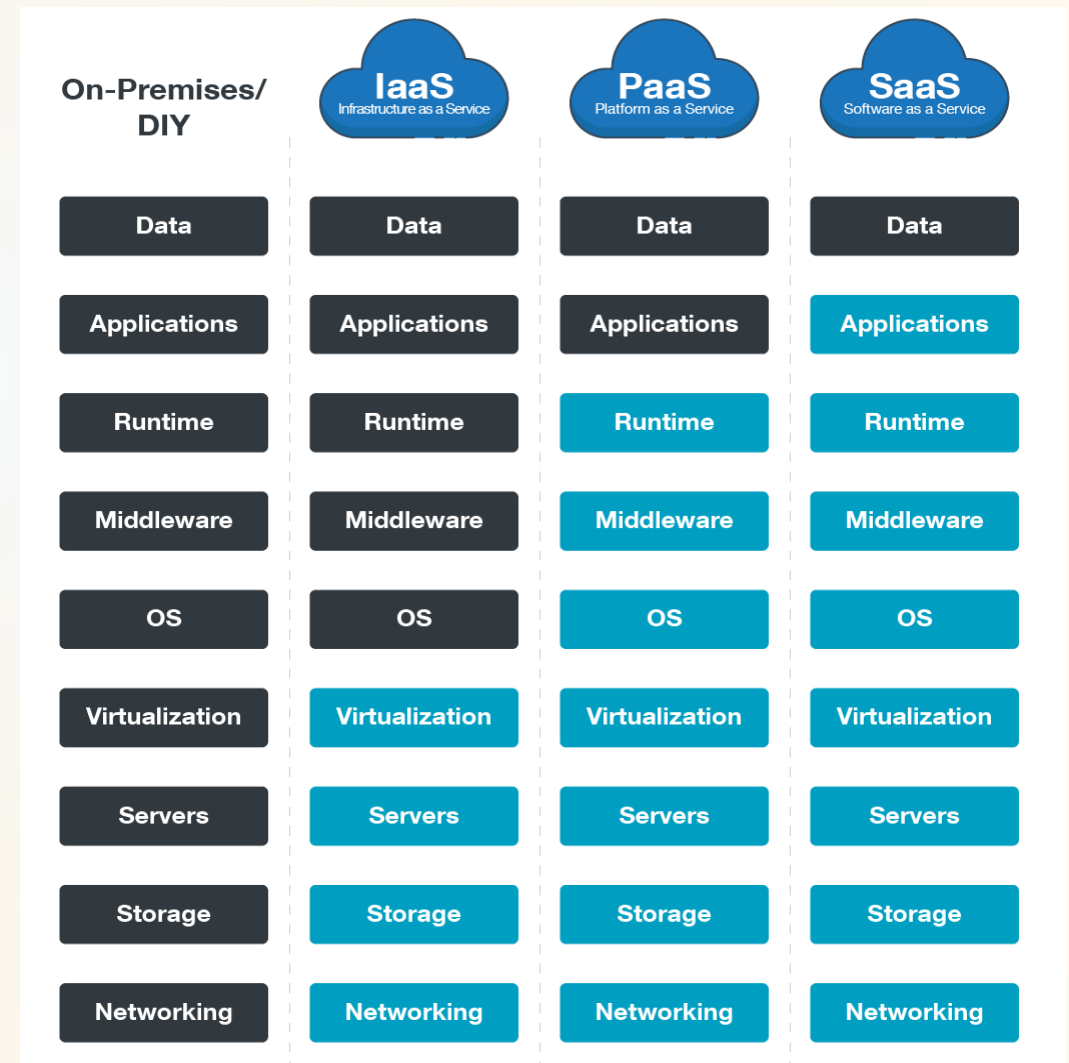 On-Premises/
DIY
IaaS
Infrastructure as a Service
PaaS
Platform as a Service
SaaS
Software as a Service
Data
Data
Data
Data
Applications
Applications
Applications
Applications
Runtime
Runtime
Runtime
Runtime
Middleware
Middleware
Middleware
Middleware
OS
OS
OS
OS
Virtualization
Virtualization
Virtualization
Virtualization
Servers
Servers
Servers
Servers
Storage
Storage
Storage
Storage
Networking
Networking
Networking
Networking